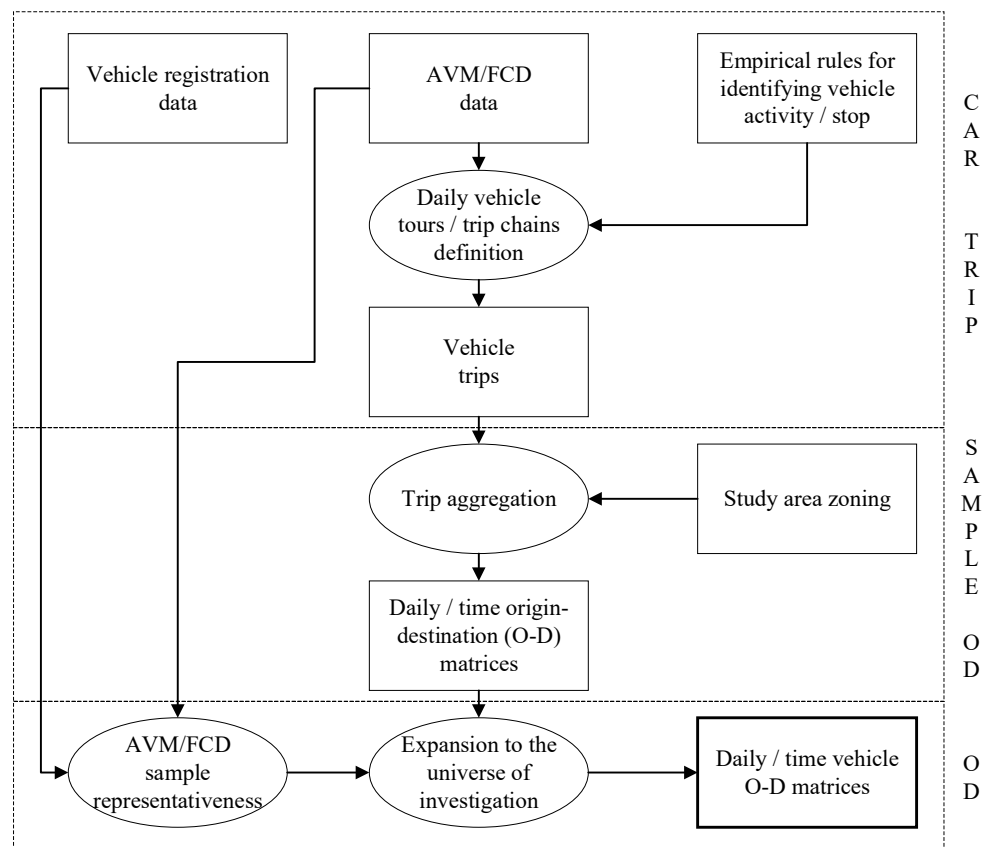 Vehicle registration
data
AVM/FCD
data
Empirical rules for
identifying vehicle
activity / stop
Daily vehicle
tours / trip chains
definition
Vehicle
trips
C
A
R
T
R
I
P
Trip aggregation
Study area zoning
Daily / time origin-
destination (O-D)
matrices
S
A
M
P
L
E
O
D
AVM/FCD
sample
representativeness
Expansion to the
universe of
investigation
Daily / time vehicle
O-D matrices
O
D